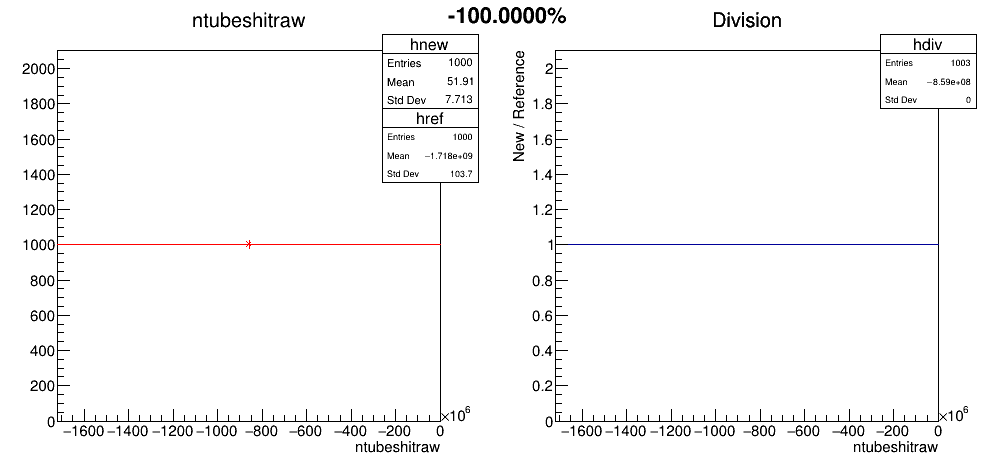 -100.0000%
ntubeshitraw
hnew
Entries 1000
Mean 51.91
Std Dev 7.713
href
Entries 1000
Mean −1.718e+09
Std Dev 103.7
2000
1800
1600
1400
1200
1000
800
600
400
200
0
−1600 −1400 −1200 −1000 −800 −600 −400 −200 0
×10⁶
ntubeshitraw
Division
hdiv
Entries 1003
Mean −8.59e+08
Std Dev 0
New / Reference
2
1.8
1.6
1.4
1.2
1
0.8
0.6
0.4
0.2
0
−1600 −1400 −1200 −1000 −800 −600 −400 −200 0
×10⁶
ntubeshitraw